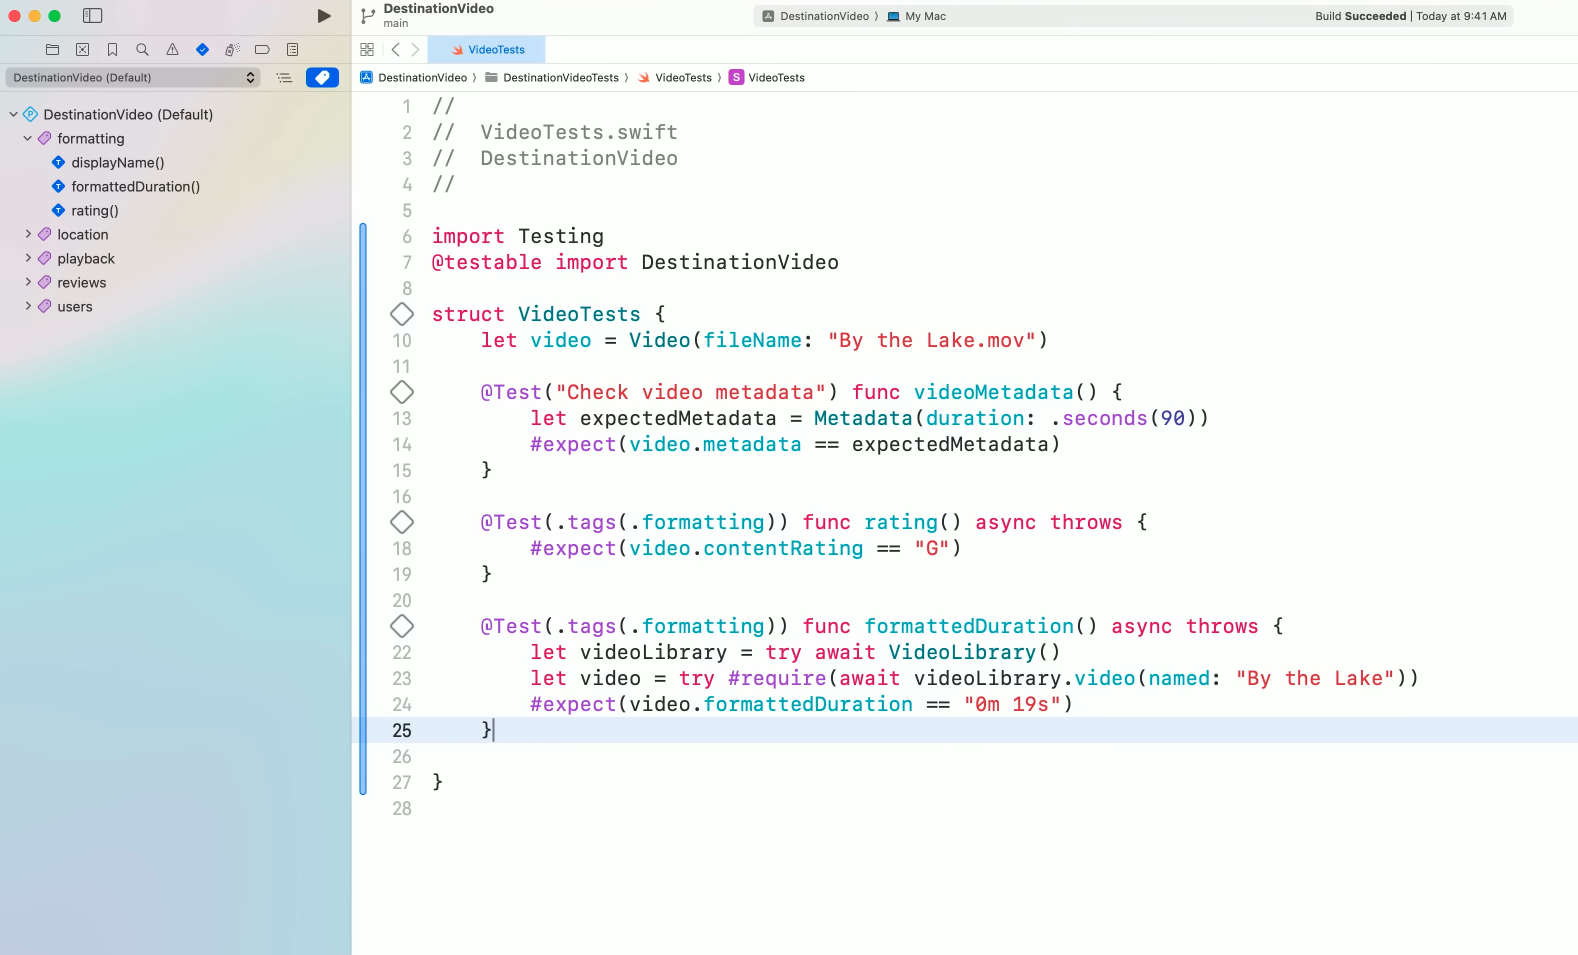 DestinationVideo
main
DestinationVideo 〉 My Mac
Build Succeeded | Today at 9:41 AM
VideoTests
DestinationVideo (Default)
DestinationVideo 〉 DestinationVideoTests 〉 VideoTests 〉 S VideoTests
DestinationVideo (Default)
formatting
T displayName()
T formattedDuration()
T rating()
location
playback
reviews
users
1 //
2 //  VideoTests.swift
3 //  DestinationVideo
4 //
5
6 import Testing
7 @testable import DestinationVideo
8
struct VideoTests {
10     let video = Video(fileName: "By the Lake.mov")
11
@Test("Check video metadata") func videoMetadata() {
13         let expectedMetadata = Metadata(duration: .seconds(90))
14         #expect(video.metadata == expectedMetadata)
15     }
16
@Test(.tags(.formatting)) func rating() async throws {
18         #expect(video.contentRating == "G")
19     }
20
@Test(.tags(.formatting)) func formattedDuration() async throws {
22         let videoLibrary = try await VideoLibrary()
23         let video = try #require(await videoLibrary.video(named: "By the Lake"))
24         #expect(video.formattedDuration == "0m 19s")
25     }
26
27 }
28